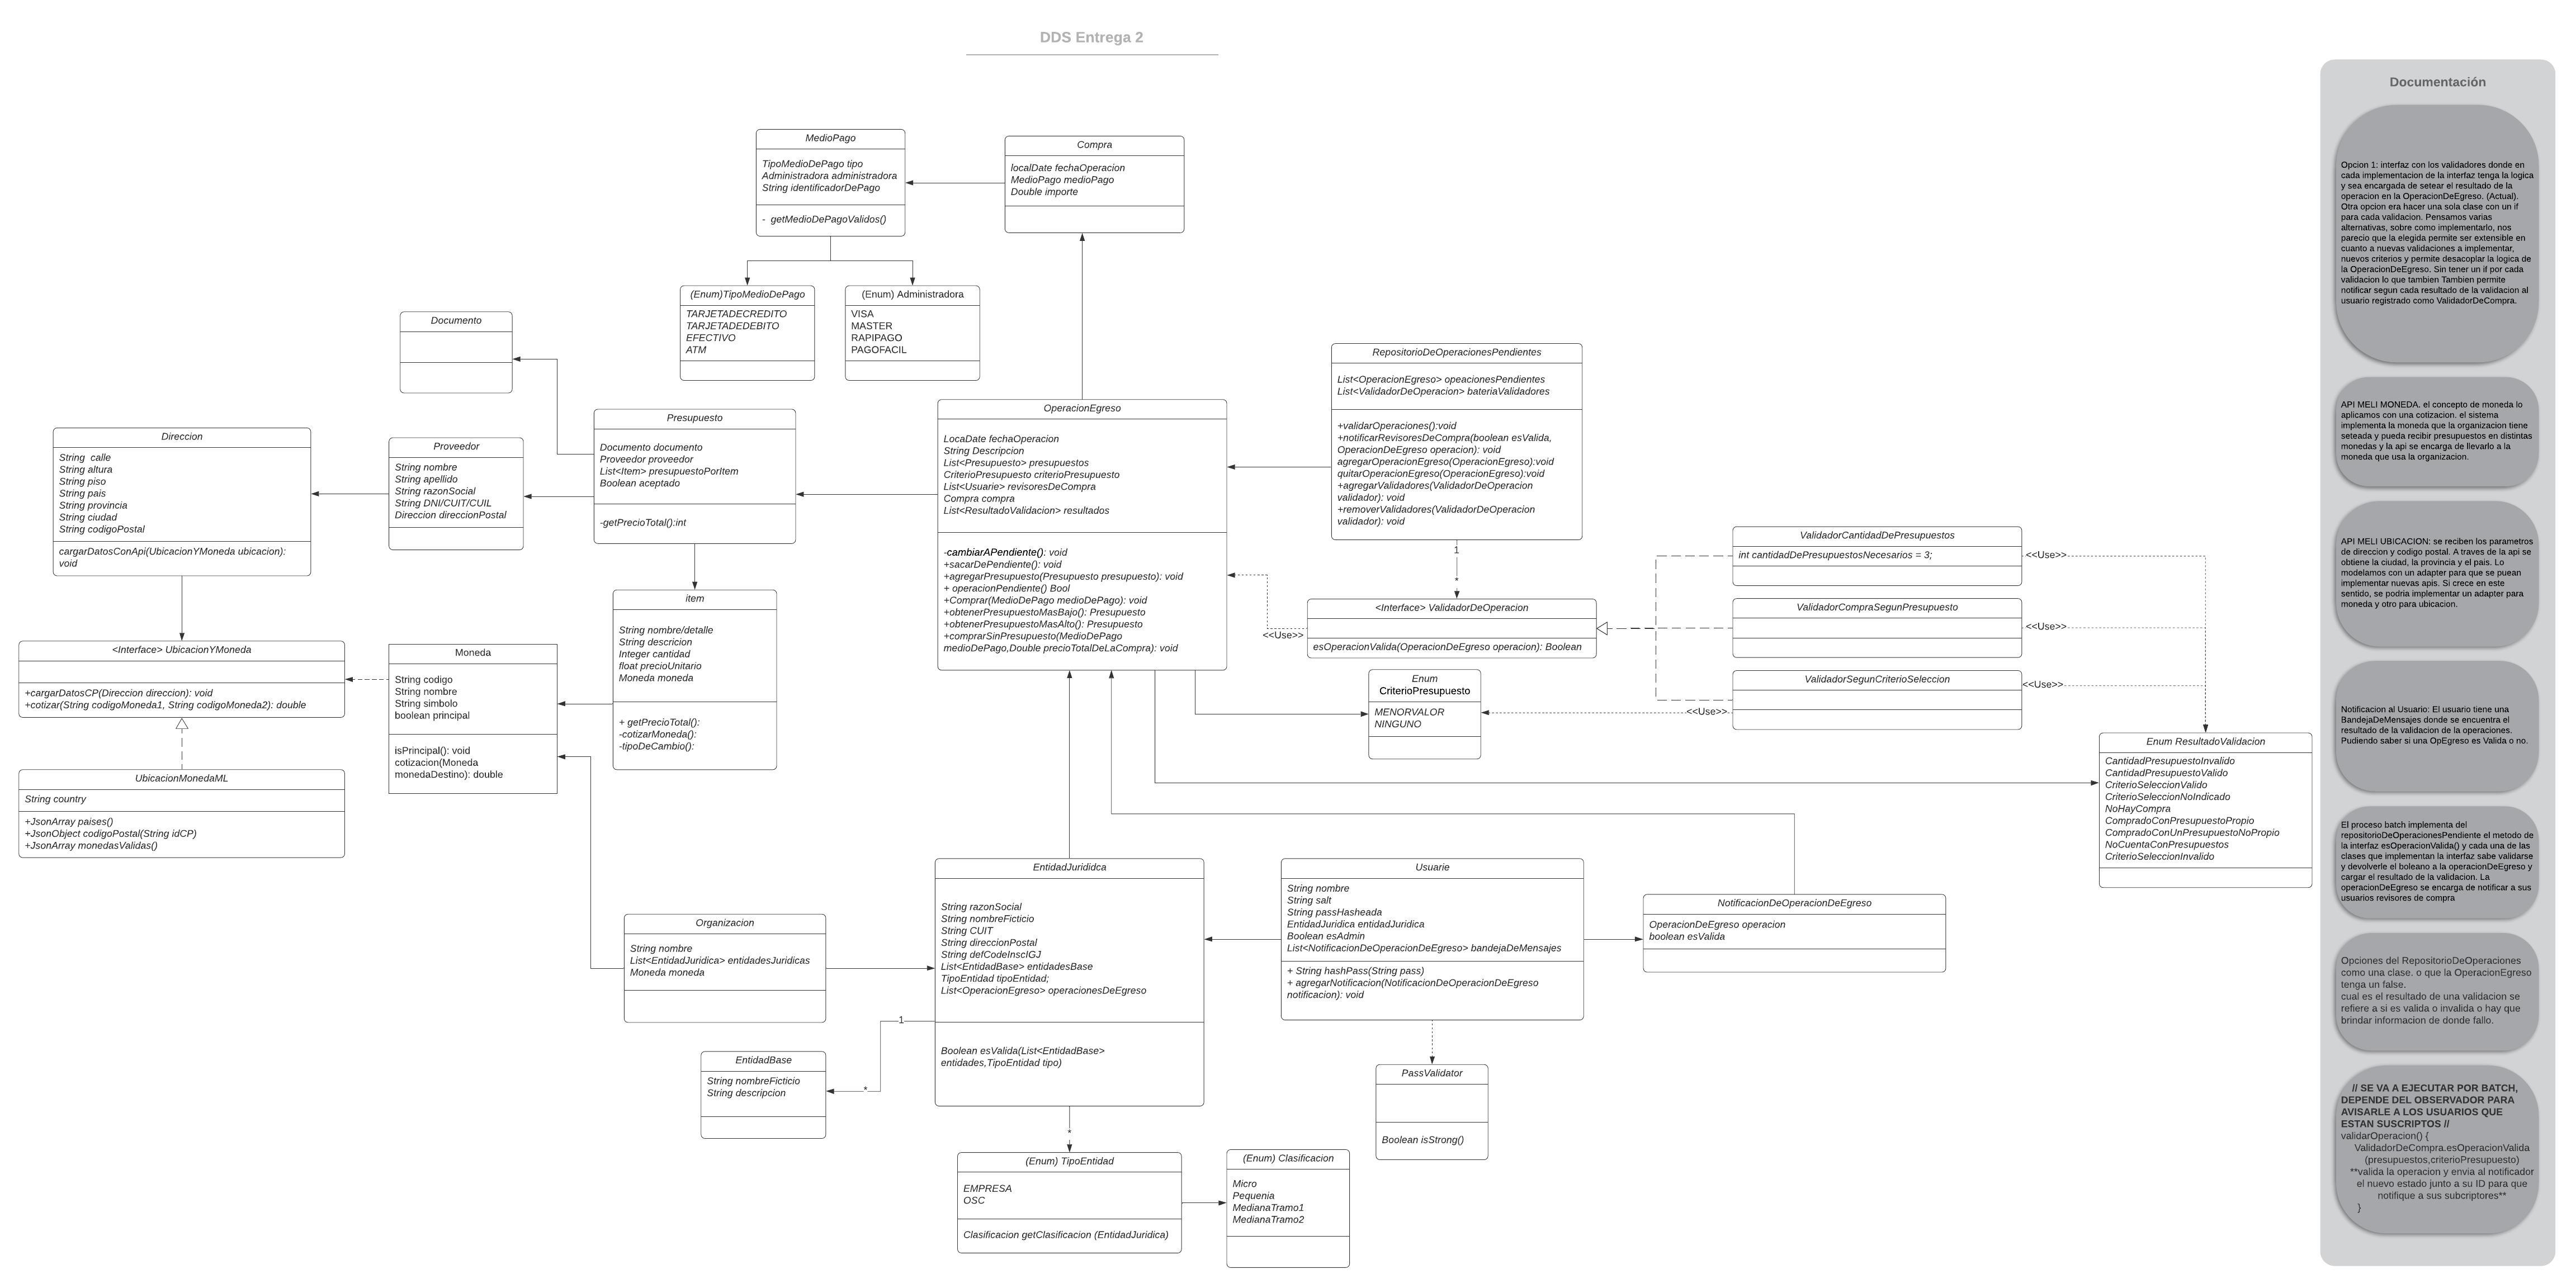 DDS Entrega 2
MedioPago
TipoMedioDePago tipo
Administradora administradora
String identificadorDePago
- getMedioDePagoValidos()
Compra
localDate fechaOperacion
MedioPago medioPago
Double importe
(Enum)TipoMedioDePago
TARJETADECREDITO
TARJETADEDEBITO
EFECTIVO
ATM
(Enum) Administradora
VISA
MASTER
RAPIPAGO
PAGOFACIL
Documento
Direccion
String calle
String altura
String piso
String pais
String provincia
String ciudad
String codigoPostal
cargarDatosConApi(UbicacionYMoneda ubicacion):
void
Proveedor
String nombre
String apellido
String razonSocial
String DNI/CUIT/CUIL
Direccion direccionPostal
Presupuesto
Documento documento
Proveedor proveedor
List<Item> presupuestoPorItem
Boolean aceptado
-getPrecioTotal():int
OperacionEgreso
LocaDate fechaOperacion
String Descripcion
List<Presupuesto> presupuestos
CriterioPresupuesto criterioPresupuesto
List<Usuarie> revisoresDeCompra
Compra compra
List<ResultadoValidacion> resultados
-cambiarAPendiente(): void
+sacarDePendiente(): void
+agregarPresupuesto(Presupuesto presupuesto): void
+ operacionPendiente() Bool
+Comprar(MedioDePago medioDePago): void
+obtenerPresupuestoMasBajo(): Presupuesto
+obtenerPresupuestoMasAlto(): Presupuesto
+comprarSinPresupuesto(MedioDePago
medioDePago,Double precioTotalDeLaCompra): void
RepositorioDeOperacionesPendientes
List<OperacionEgreso> opeacionesPendientes
List<ValidadorDeOperacion> bateriaValidadores
+validarOperaciones():void
+notificarRevisoresDeCompra(boolean esValida,
OperacionDeEgreso operacion): void
agregarOperacionEgreso(OperacionEgreso):void
quitarOperacionEgreso(OperacionEgreso):void
+agregarValidadores(ValidadorDeOperacion
validador): void
+removerValidadores(ValidadorDeOperacion
validador): void
1
*
<Interface> ValidadorDeOperacion
esOperacionValida(OperacionDeEgreso operacion): Boolean
<<Use>>
ValidadorCantidadDePresupuestos
int cantidadDePresupuestosNecesarios = 3;
<<Use>>
ValidadorCompraSegunPresupuesto
<<Use>>
ValidadorSegunCriterioSeleccion
<<Use>>
<<Use>>
Enum
CriterioPresupuesto
MENORVALOR
NINGUNO
Enum ResultadoValidacion
CantidadPresupuestoInvalido
CantidadPresupuestoValido
CriterioSeleccionValido
CriterioSeleccionNoIndicado
NoHayCompra
CompradoConPresupuestoPropio
CompradoConUnPresupuestoNoPropio
NoCuentaConPresupuestos
CriterioSeleccionInvalido
item
String nombre/detalle
String descricion
Integer cantidad
float precioUnitario
Moneda moneda
+ getPrecioTotal():
-cotizarMoneda():
-tipoDeCambio():
<Interface> UbicacionYMoneda
+cargarDatosCP(Direccion direccion): void
+cotizar(String codigoMoneda1, String codigoMoneda2): double
Moneda
String codigo
String nombre
String simbolo
boolean principal
isPrincipal(): void
cotizacion(Moneda
monedaDestino): double
UbicacionMonedaML
String country
+JsonArray paises()
+JsonObject codigoPostal(String idCP)
+JsonArray monedasValidas()
Organizacion
String nombre
List<EntidadJuridica> entidadesJuridicas
Moneda moneda
EntidadJurididca
String razonSocial
String nombreFicticio
String CUIT
String direccionPostal
String defCodeInscIGJ
List<EntidadBase> entidadesBase
TipoEntidad tipoEntidad;
List<OperacionEgreso> operacionesDeEgreso
Boolean esValida(List<EntidadBase>
entidades,TipoEntidad tipo)
1
*
EntidadBase
String nombreFicticio
String descripcion
Usuarie
String nombre
String salt
String passHasheada
EntidadJuridica entidadJuridica
Boolean esAdmin
List<NotificacionDeOperacionDeEgreso> bandejaDeMensajes
+ String hashPass(String pass)
+ agregarNotificacion(NotificacionDeOperacionDeEgreso
notificacion): void
NotificacionDeOperacionDeEgreso
OperacionDeEgreso operacion
boolean esValida
PassValidator
Boolean isStrong()
*
(Enum) TipoEntidad
EMPRESA
OSC
Clasificacion getClasificacion (EntidadJuridica)
(Enum) Clasificacion
Micro
Pequenia
MedianaTramo1
MedianaTramo2
Documentación
Opcion 1: interfaz con los validadores donde en
cada implementacion de la interfaz tenga la logica
y sea encargada de setear el resultado de la
operacion en la OperacionDeEgreso. (Actual).
Otra opcion era hacer una sola clase con un if
para cada validacion. Pensamos varias
alternativas, sobre como implementarlo, nos
parecio que la elegida permite ser extensible en
cuanto a nuevas validaciones a implementar,
nuevos criterios y permite desacoplar la logica de
la OperacionDeEgreso. Sin tener un if por cada
validacion lo que tambien Tambien permite
notificar segun cada resultado de la validacion al
usuario registrado como ValidadorDeCompra.
API MELI MONEDA. el concepto de moneda lo
aplicamos con una cotizacion. el sistema
implementa la moneda que la organizacion tiene
seteada y pueda recibir presupuestos en distintas
monedas y la api se encarga de llevarlo a la
moneda que usa la organizacion.
API MELI UBICACION: se reciben los parametros
de direccion y codigo postal. A traves de la api se
obtiene la ciudad, la provincia y el pais. Lo
modelamos con un adapter para que se puean
implementar nuevas apis. Si crece en este
sentido, se podria implementar un adapter para
moneda y otro para ubicacion.
Notificacion al Usuario: El usuario tiene una
BandejaDeMensajes donde se encuentra el
resultado de la validacion de la operaciones.
Pudiendo saber si una OpEgreso es Valida o no.
El proceso batch implementa del
repositorioDeOperacionesPendiente el metodo de
la interfaz esOperacionValida() y cada una de las
clases que implementan la interfaz sabe validarse
y devolverle el boleano a la operacionDeEgreso y
cargar el resultado de la validacion. La
operacionDeEgreso se encarga de notificar a sus
usuarios revisores de compra
Opciones del RepositorioDeOperaciones
como una clase. o que la OperacionEgreso
tenga un false.
cual es el resultado de una validacion se
refiere a si es valida o invalida o hay que
brindar informacion de donde fallo.
// SE VA A EJECUTAR POR BATCH,
DEPENDE DEL OBSERVADOR PARA
AVISARLE A LOS USUARIOS QUE
ESTAN SUSCRIPTOS //
validarOperacion() {
ValidadorDeCompra.esOperacionValida
(presupuestos,criterioPresupuesto)
**valida la operacion y envia al notificador
el nuevo estado junto a su ID para que
notifique a sus subcriptores**
}